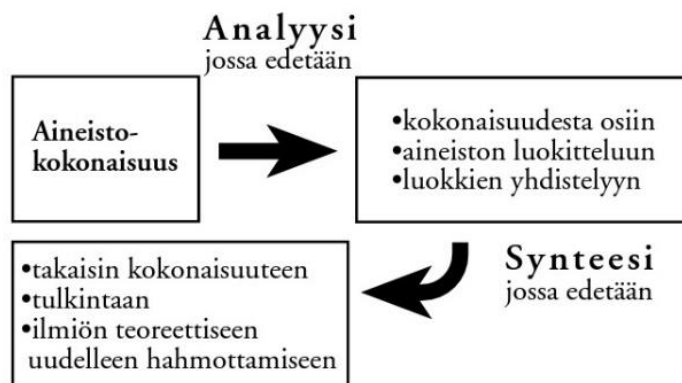 Analyysi
jossa edetään
Aineisto-
kokonaisuus
•kokonaisuudesta osiin
•aineiston luokitteluun
•luokkien yhdistelyyn
Synteesi
jossa edetään
•takaisin kokonaisuuteen
•tulkintaan
•ilmiön teoreettiseen
uudelleen hahmottamiseen